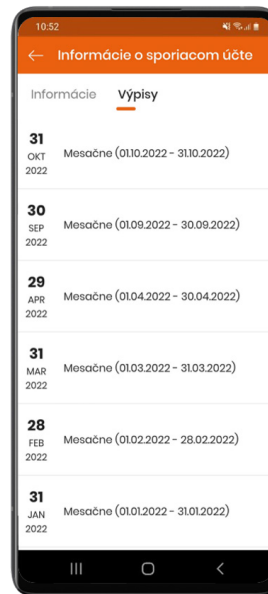 10:52
Informácie o sporiacom účte
Informácie Výpisy
31
OKT
2022
Mesačne (01.10.2022 - 31.10.2022)
30
SEP
2022
Mesačne (01.09.2022 - 30.09.2022)
29
APR
2022
Mesačne (01.04.2022 - 30.04.2022)
31
MAR
2022
Mesačne (01.03.2022 - 31.03.2022)
28
FEB
2022
Mesačne (01.02.2022 - 28.02.2022)
31
JAN
2022
Mesačne (01.01.2022 - 31.01.2022)